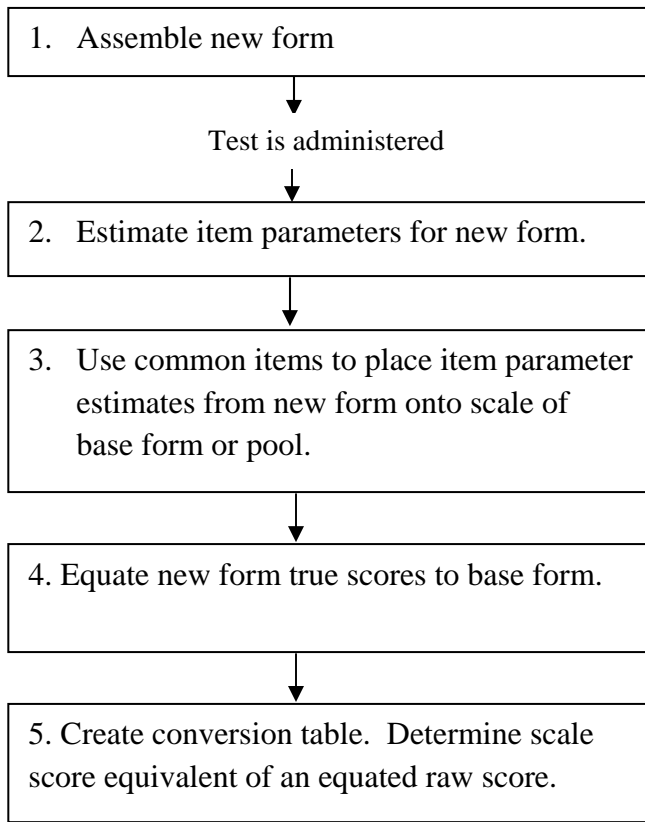 1. Assemble new form
Test is administered
2. Estimate item parameters for new form.
3. Use common items to place item parameter
estimates from new form onto scale of
base form or pool.
4. Equate new form true scores to base form.
5. Create conversion table. Determine scale
score equivalent of an equated raw score.